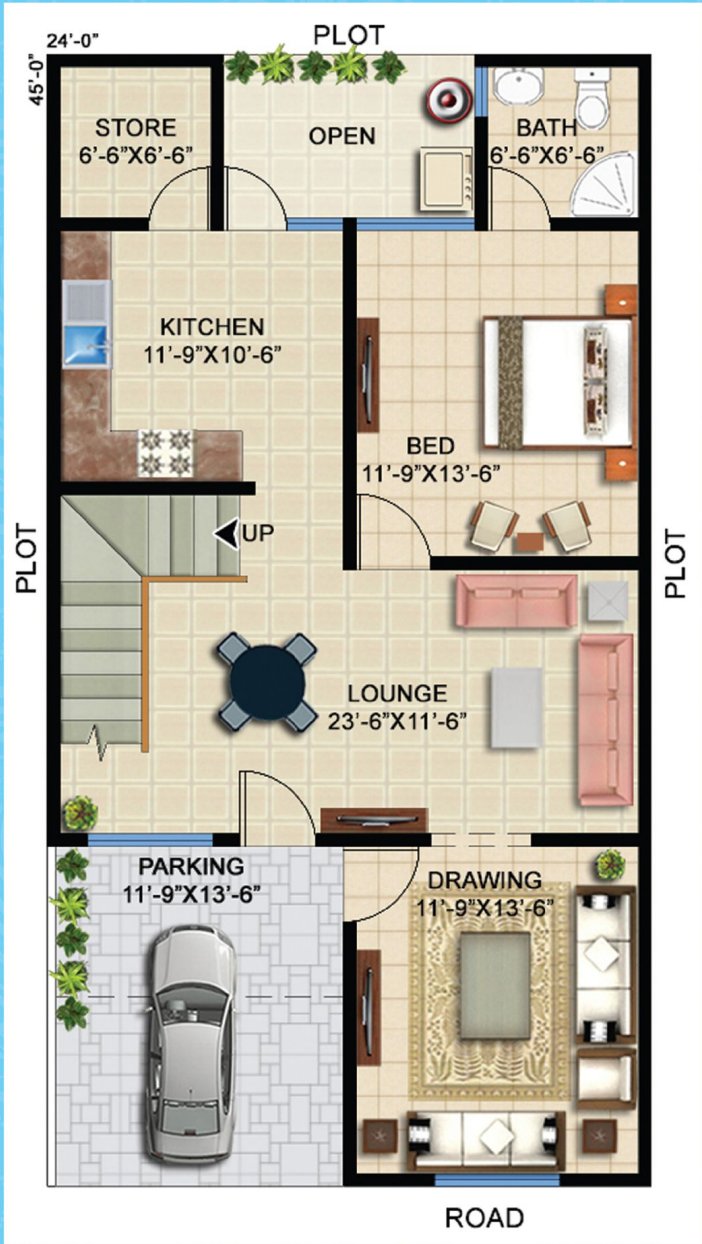 24’-0”
PLOT
45’-0”
STORE
6’-6”X6’-6”
OPEN
BATH
6’-6”X6’-6”
KITCHEN
11’-9”X10’-6”
BED
11’-9”X13’-6”
UP
PLOT
PLOT
LOUNGE
23’-6”X11’-6”
PARKING
11’-9”X13’-6”
DRAWING
11’-9”X13’-6”
ROAD